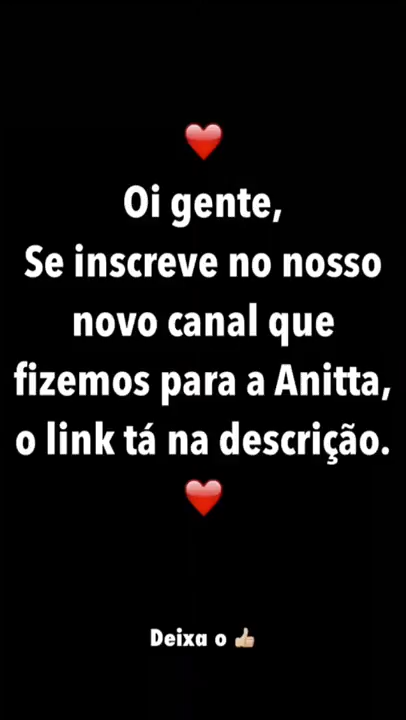 ❤️
Oi gente,
Se inscreve no nosso
novo canal que
fizemos para a Anitta,
o link tá na descrição.
❤️
Deixa o 👍🏼